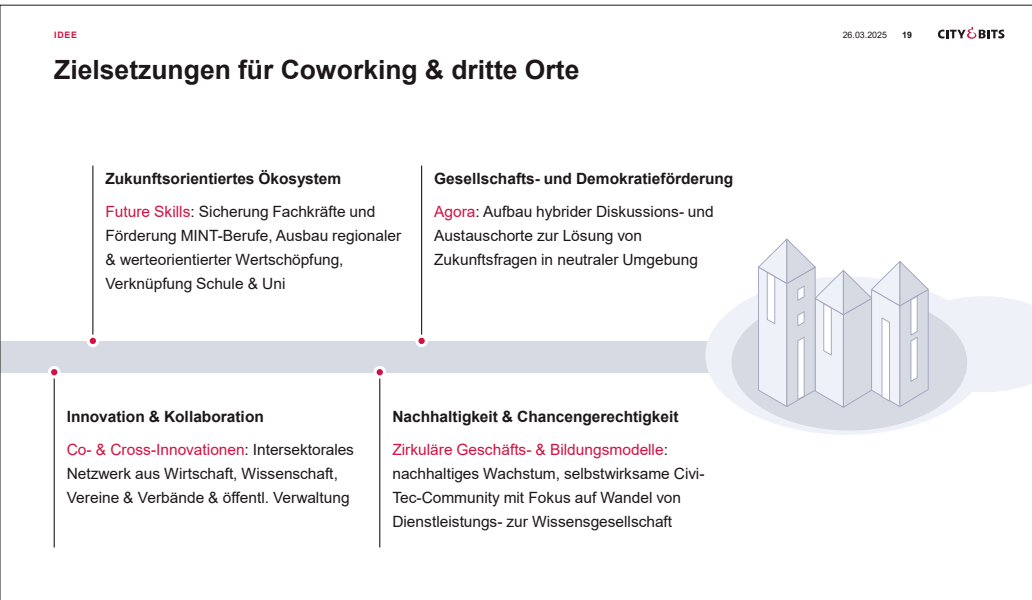 IDEE
26.03.2025 19 CITY&BITS
Zielsetzungen für Coworking & dritte Orte
Zukunftsorientiertes Ökosystem
Future Skills: Sicherung Fachkräfte und
Förderung MINT-Berufe, Ausbau regionaler
& werteorientierter Wertschöpfung,
Verknüpfung Schule & Uni
Gesellschafts- und Demokratieförderung
Agora: Aufbau hybrider Diskussions- und
Austauschorte zur Lösung von
Zukunftsfragen in neutraler Umgebung
Innovation & Kollaboration
Co- & Cross-Innovationen: Intersektorales
Netzwerk aus Wirtschaft, Wissenschaft,
Vereine & Verbände & öffentl. Verwaltung
Nachhaltigkeit & Chancengerechtigkeit
Zirkuläre Geschäfts- & Bildungsmodelle:
nachhaltiges Wachstum, selbstwirksame Civi-
Tec-Community mit Fokus auf Wandel von
Dienstleistungs- zur Wissensgesellschaft